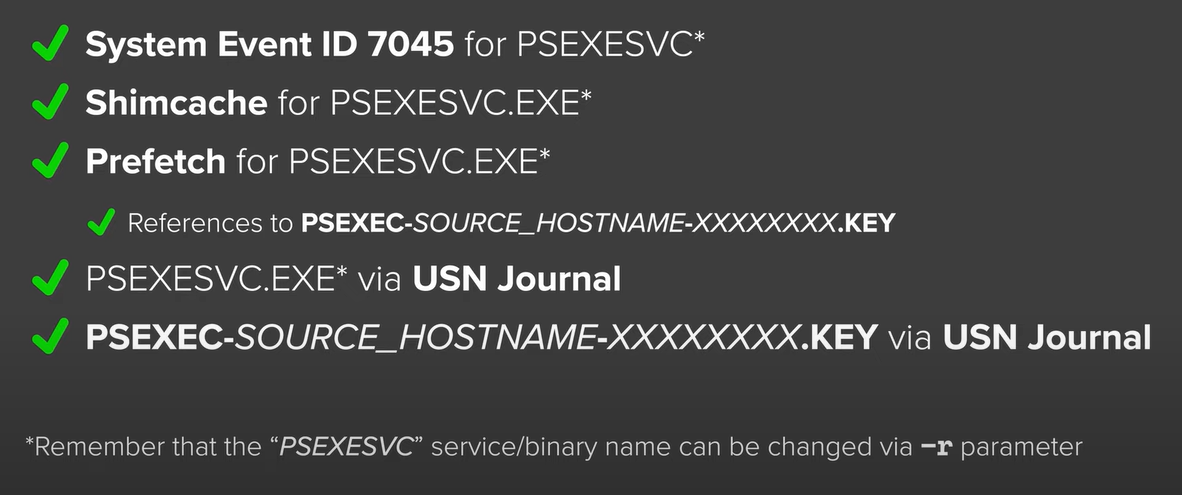 System Event ID 7045 for PSEXESVC*
Shimcache for PSEXESVC.EXE*
Prefetch for PSEXESVC.EXE*
References to PSEXEC-SOURCE_HOSTNAME-XXXXXXXX.KEY
PSEXESVC.EXE* via USN Journal
PSEXEC-SOURCE_HOSTNAME-XXXXXXXX.KEY via USN Journal
*Remember that the “PSEXESVC” service/binary name can be changed via –r parameter